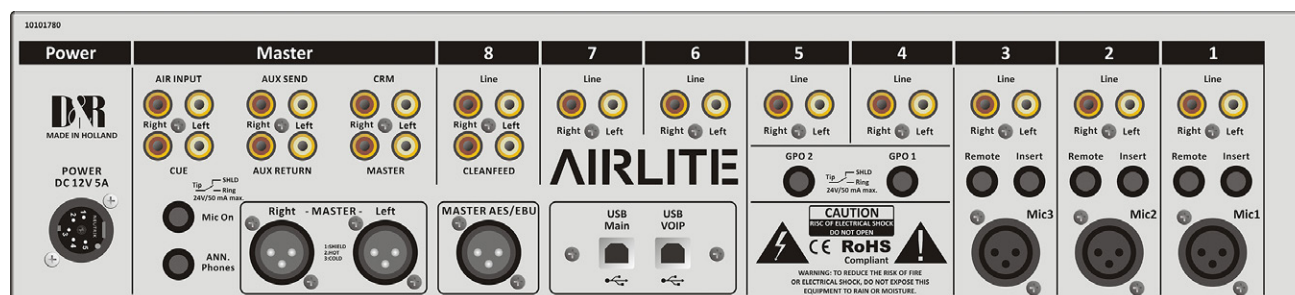 10101780
Power Master 8 7 6 5 4 3 2 1
AIR INPUT AUX SEND CRM Line Line Line Line Line Line Line Line
D&R
MADE IN HOLLAND
Right Left Right Left Right Left Right Left Right Left Right Left Right Left Right Left Right Left Right Left Right Left
CUE AUX RETURN MASTER CLEANFEED
AIRLITE
GPO 2 GPO 1
Remote Insert Remote Insert Remote Insert
POWER
DC 12V 5A
Tip SHLD
Ring
24V/50 mA max.
Tip SHLD
Ring
24V/50 mA max.
Mic On
ANN.
Phones
Right - MASTER - Left
1:SHIELD
2:HOT
3:COLD
MASTER AES/EBU
USB
Main
USB
VOIP
CAUTION
RISC OF ELECTRICAL SHOCK
DO NOT OPEN
CE RoHS
Compliant
WARNING: TO REDUCE THE RISK OF FIRE
OR ELECTRICAL SHOCK, DO NOT EXPOSE THIS
EQUIPMENT TO RAIN OR MOISTURE.
Mic3 Mic2 Mic1